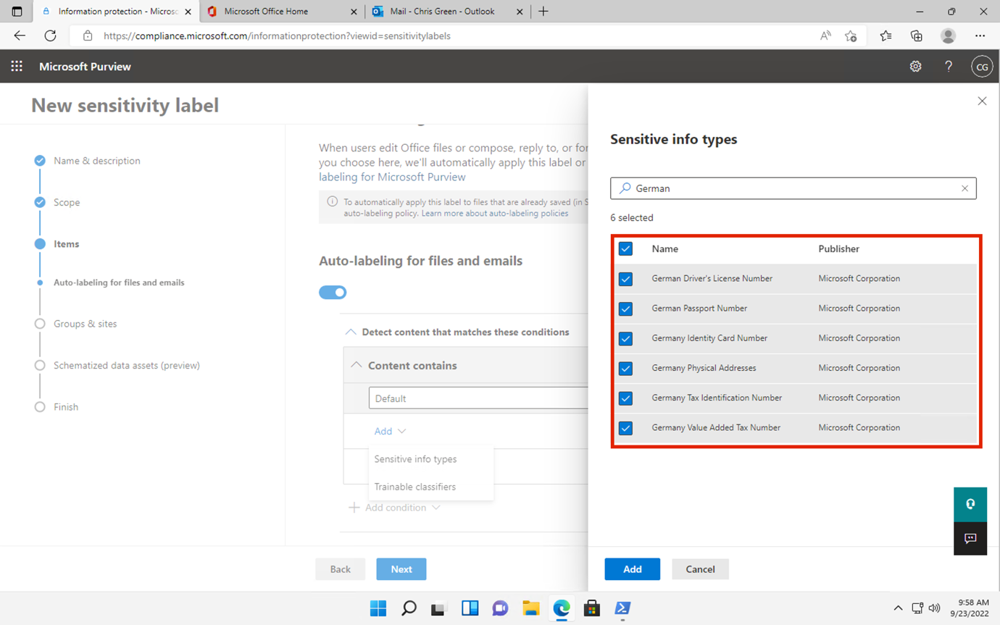 Information protection - Microso
Microsoft Office Home
Mail - Chris Green - Outlook
https://compliance.microsoft.com/informationprotection?viewid=sensitivitylabels
Microsoft Purview
CG
New sensitivity label
Name & description
Scope
Items
Auto-labeling for files and emails
Groups & sites
Schematized data assets (preview)
Finish
When users edit Office files or compose, reply to, or for
you choose here, we'll automatically apply this label or
labeling for Microsoft Purview
To automatically apply this label to files that are already saved (in S
auto-labeling policy. Learn more about auto-labeling policies
Auto-labeling for files and emails
Detect content that matches these conditions
Content contains
Default
Add
Sensitive info types
Trainable classifiers
Add condition
Back
Next
Sensitive info types
German
6 selected
Name Publisher
German Driver's License Number Microsoft Corporation
German Passport Number Microsoft Corporation
Germany Identity Card Number Microsoft Corporation
Germany Physical Addresses Microsoft Corporation
Germany Tax Identification Number Microsoft Corporation
Germany Value Added Tax Number Microsoft Corporation
Add
Cancel
9:58 AM
9/23/2022